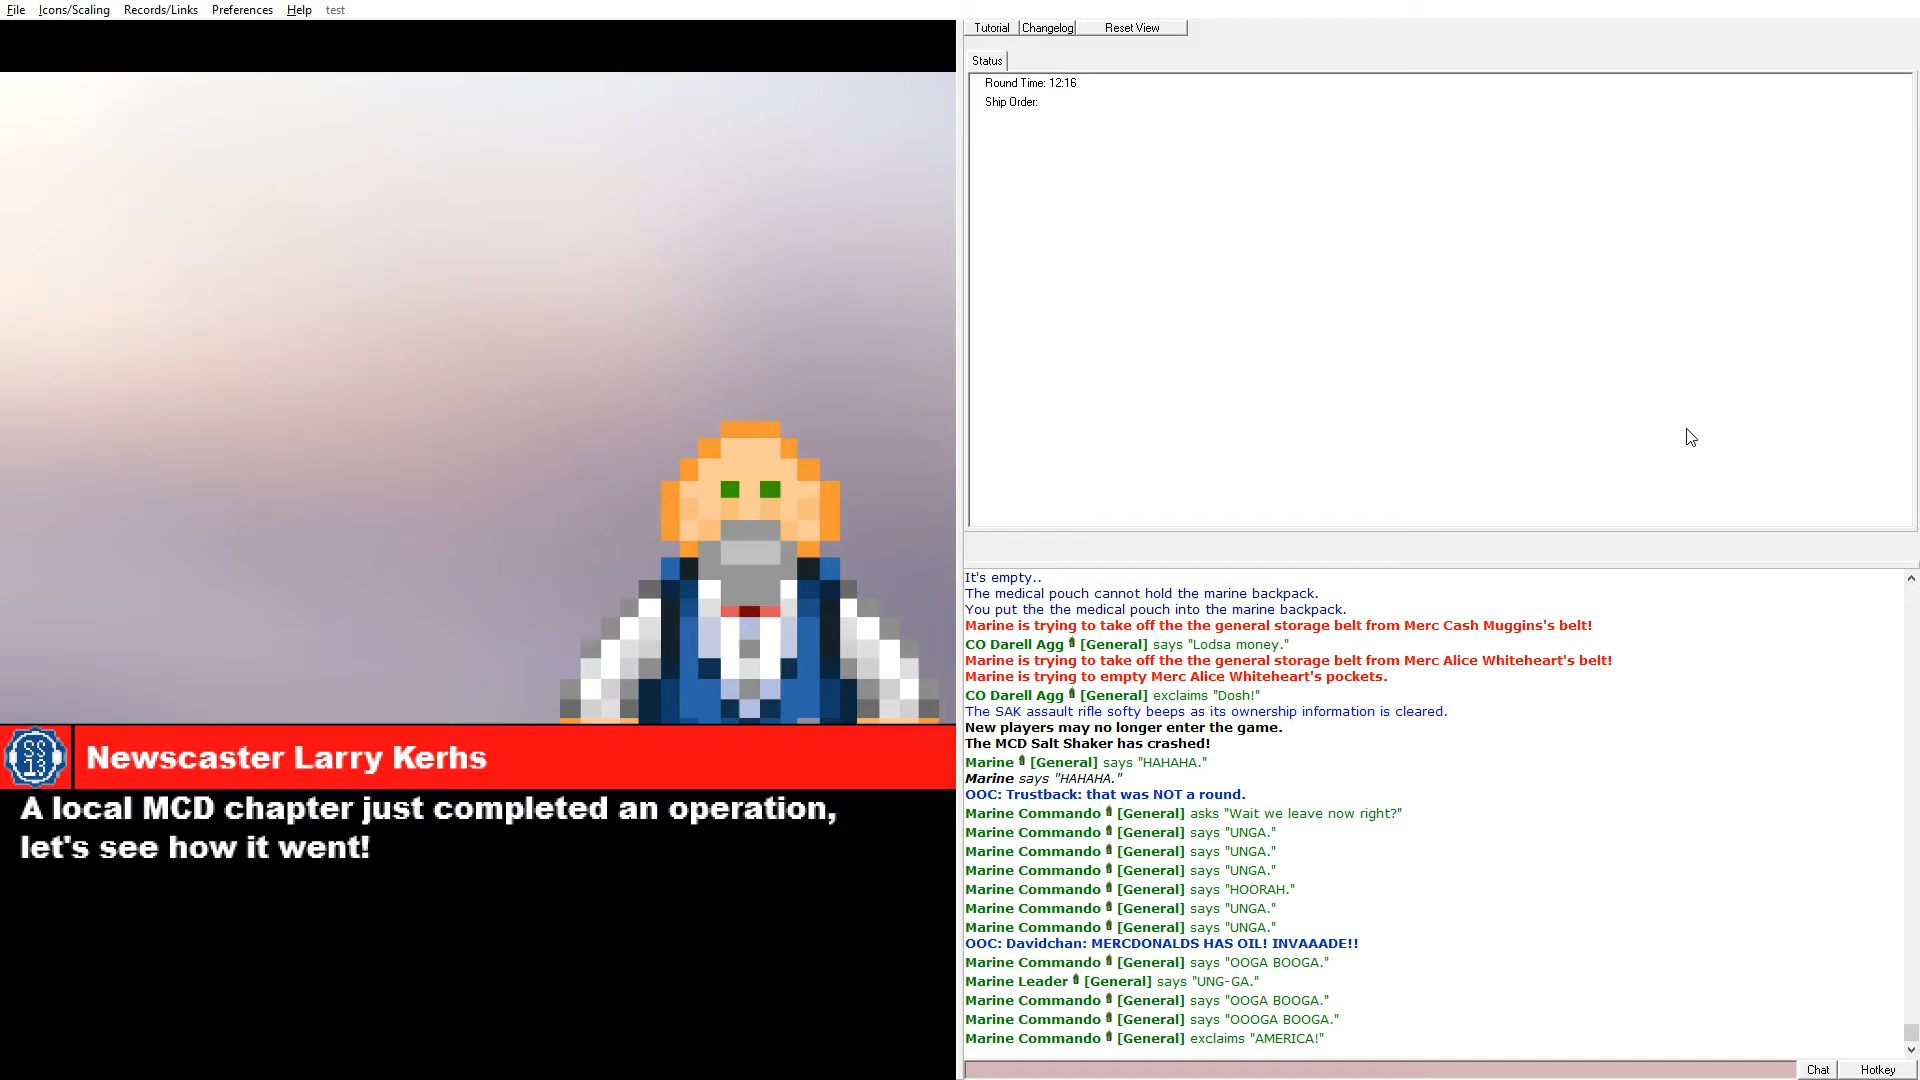 File Icons/Scaling Records/Links Preferences Help test
Tutorial Changelog Reset View
Status
Round Time: 12:16
Ship Order:
SS
13
Newscaster Larry Kerhs
A local MCD chapter just completed an operation,
let's see how it went!
It's empty..
The medical pouch cannot hold the marine backpack.
You put the the medical pouch into the marine backpack.
Marine is trying to take off the the general storage belt from Merc Cash Muggins's belt!
CO Darell Agg [General] says "Lodsa money."
Marine is trying to take off the the general storage belt from Merc Alice Whiteheart's belt!
Marine is trying to empty Merc Alice Whiteheart's pockets.
CO Darell Agg [General] exclaims "Dosh!"
The SAK assault rifle softy beeps as its ownership information is cleared.
New players may no longer enter the game.
The MCD Salt Shaker has crashed!
Marine [General] says "HAHAHA."
Marine says "HAHAHA."
OOC: Trustback: that was NOT a round.
Marine Commando [General] asks "Wait we leave now right?"
Marine Commando [General] says "UNGA."
Marine Commando [General] says "UNGA."
Marine Commando [General] says "UNGA."
Marine Commando [General] says "HOORAH."
Marine Commando [General] says "UNGA."
Marine Commando [General] says "UNGA."
OOC: Davidchan: MERCDONALDS HAS OIL! INVAAADE!!
Marine Commando [General] says "OOGA BOOGA."
Marine Leader [General] says "UNG-GA."
Marine Commando [General] says "OOGA BOOGA."
Marine Commando [General] says "OOOGA BOOGA."
Marine Commando [General] exclaims "AMERICA!"
Chat Hotkey